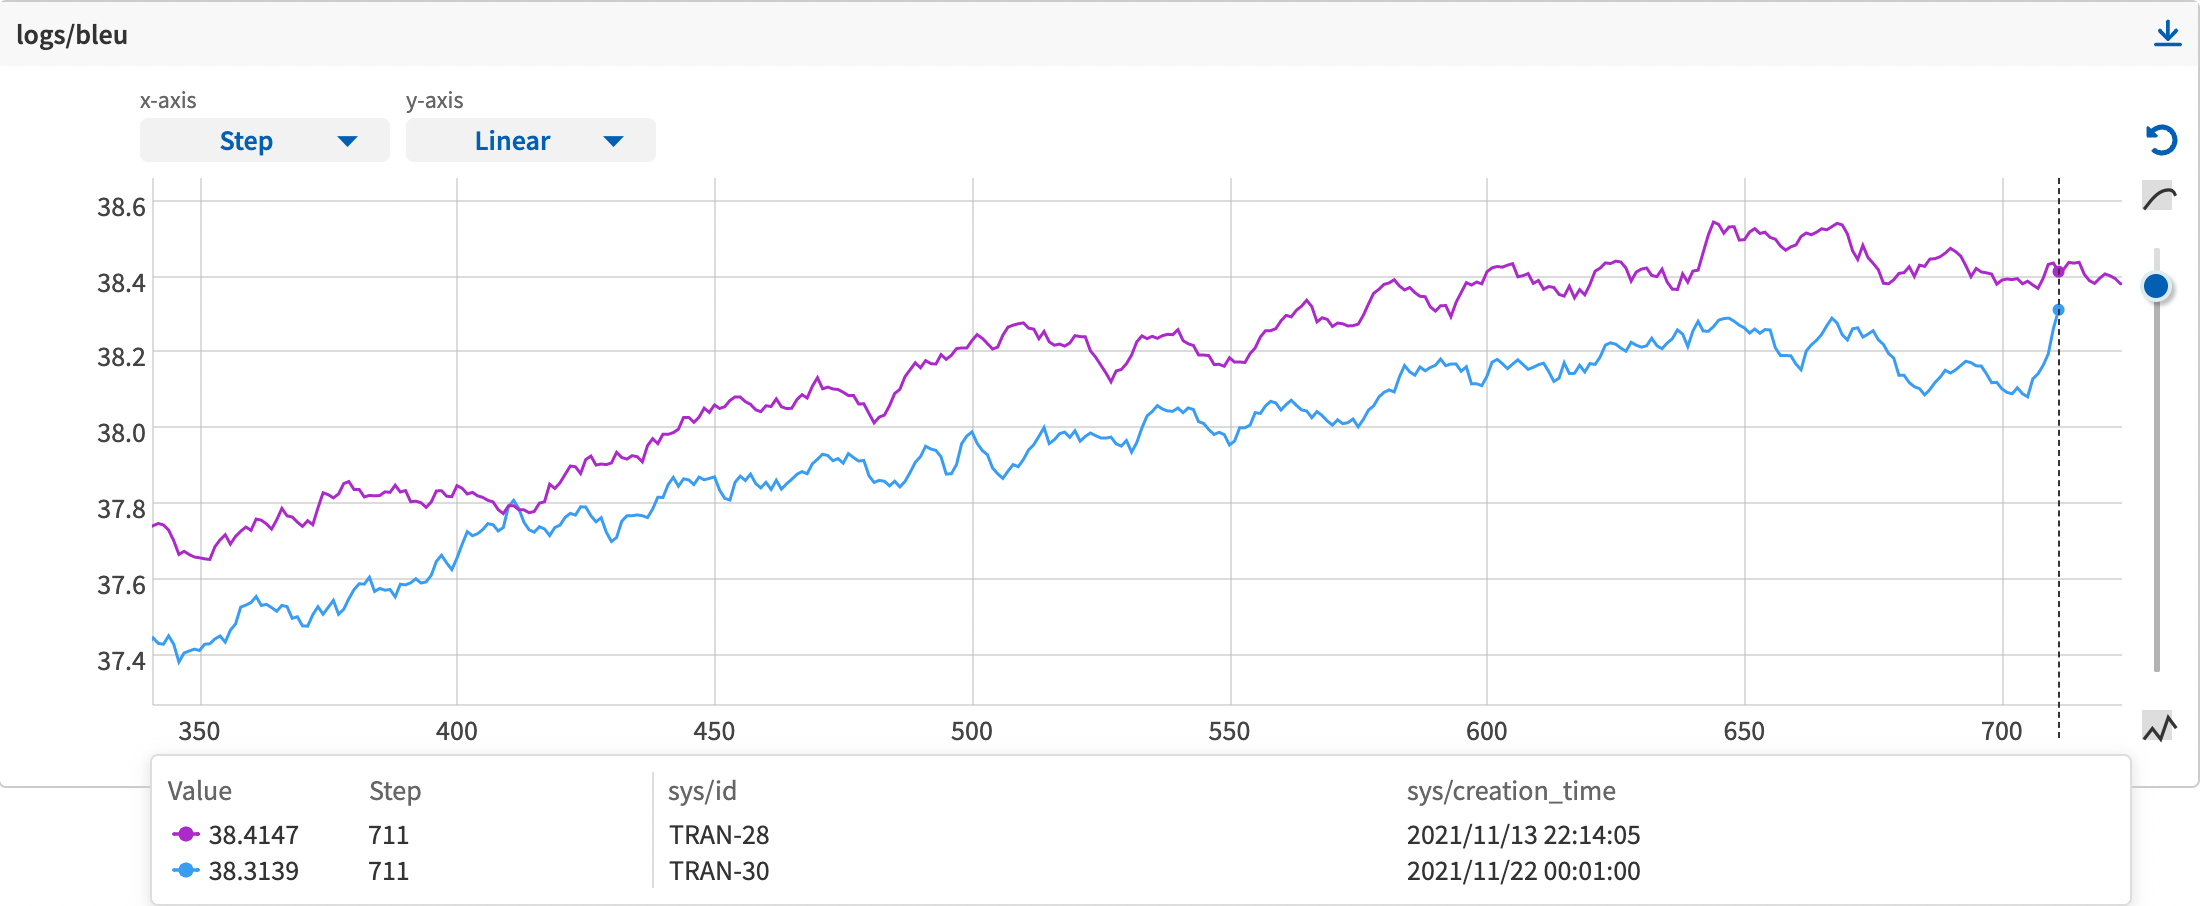 logs/bleu
x-axis y-axis
Step Linear
38.6
38.4
38.2
38.0
37.8
37.6
37.4
350 400 450 500 550 600 650 700
Value Step sys/id sys/creation_time
38.4147 711 TRAN-28 2021/11/13 22:14:05
38.3139 711 TRAN-30 2021/11/22 00:01:00